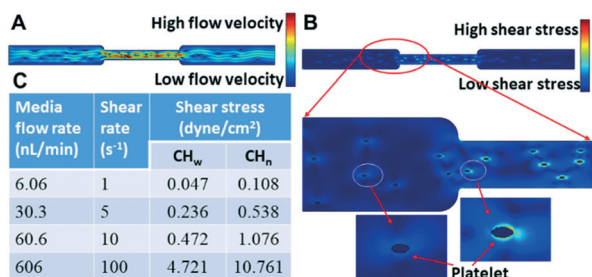 A
High flow velocity
Low flow velocity
B
High shear stress
Low shear stress
Platelet
C
Media flow rate (nL/min)
Shear rate (s⁻¹)
Shear stress (dyne/cm²)
CHw CHn
6.06 1 0.047 0.108
30.3 5 0.236 0.538
60.6 10 0.472 1.076
606 100 4.721 10.761